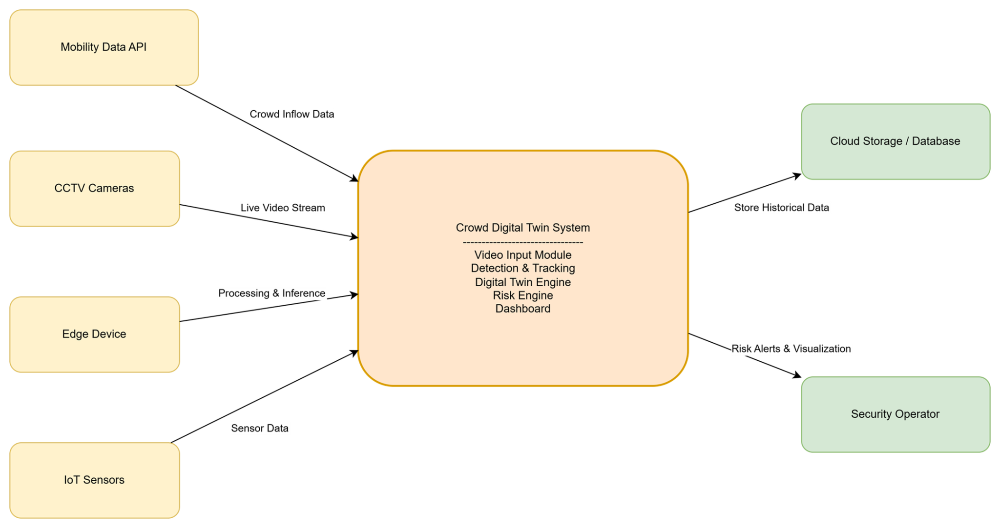 Mobility Data API
Crowd Inflow Data
CCTV Cameras
Live Video Stream
Edge Device
Processing & Inference
IoT Sensors
Sensor Data
Crowd Digital Twin System
--------------------------------
Video Input Module
Detection & Tracking
Digital Twin Engine
Risk Engine
Dashboard
Cloud Storage / Database
Store Historical Data
Risk Alerts & Visualization
Security Operator